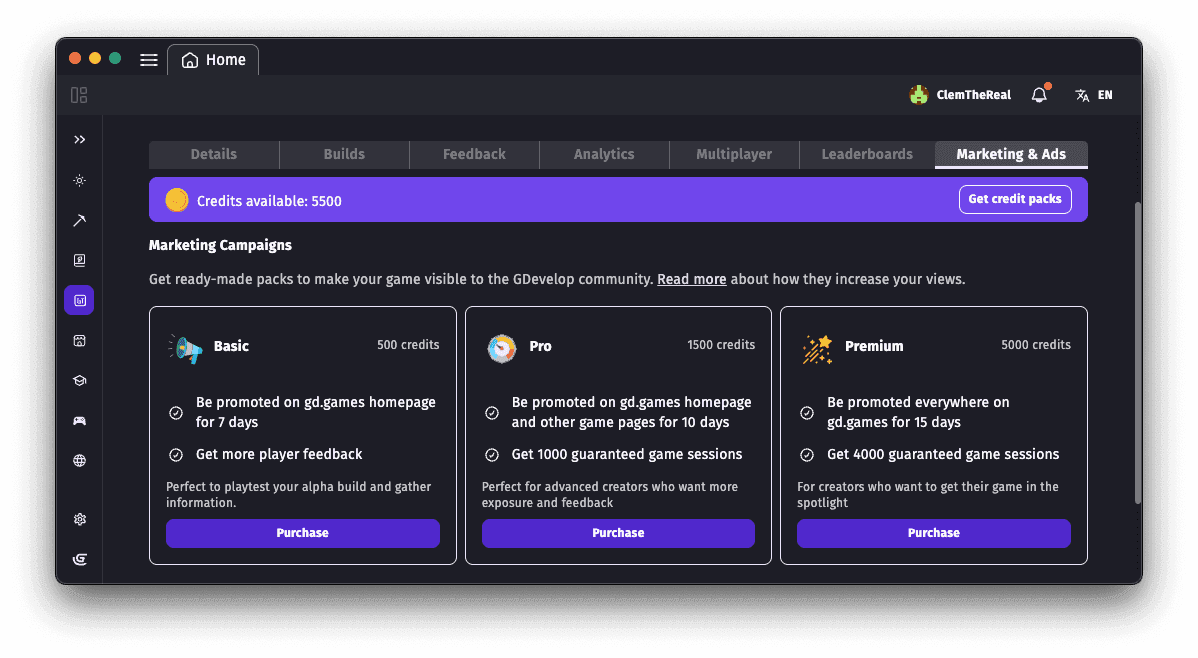 Home
ClemTheReal
EN
Details Builds Feedback Analytics Multiplayer Leaderboards Marketing & Ads
Credits available: 5500
Get credit packs
Marketing Campaigns
Get ready-made packs to make your game visible to the GDevelop community. Read more about how they increase your views.
Basic
500 credits
Be promoted on gd.games homepage
for 7 days
Get more player feedback
Perfect to playtest your alpha build and gather
information.
Purchase
Pro
1500 credits
Be promoted on gd.games homepage
and other game pages for 10 days
Get 1000 guaranteed game sessions
Perfect for advanced creators who want more
exposure and feedback
Purchase
Premium
5000 credits
Be promoted everywhere on
gd.games for 15 days
Get 4000 guaranteed game sessions
For creators who want to get their game in the
spotlight
Purchase